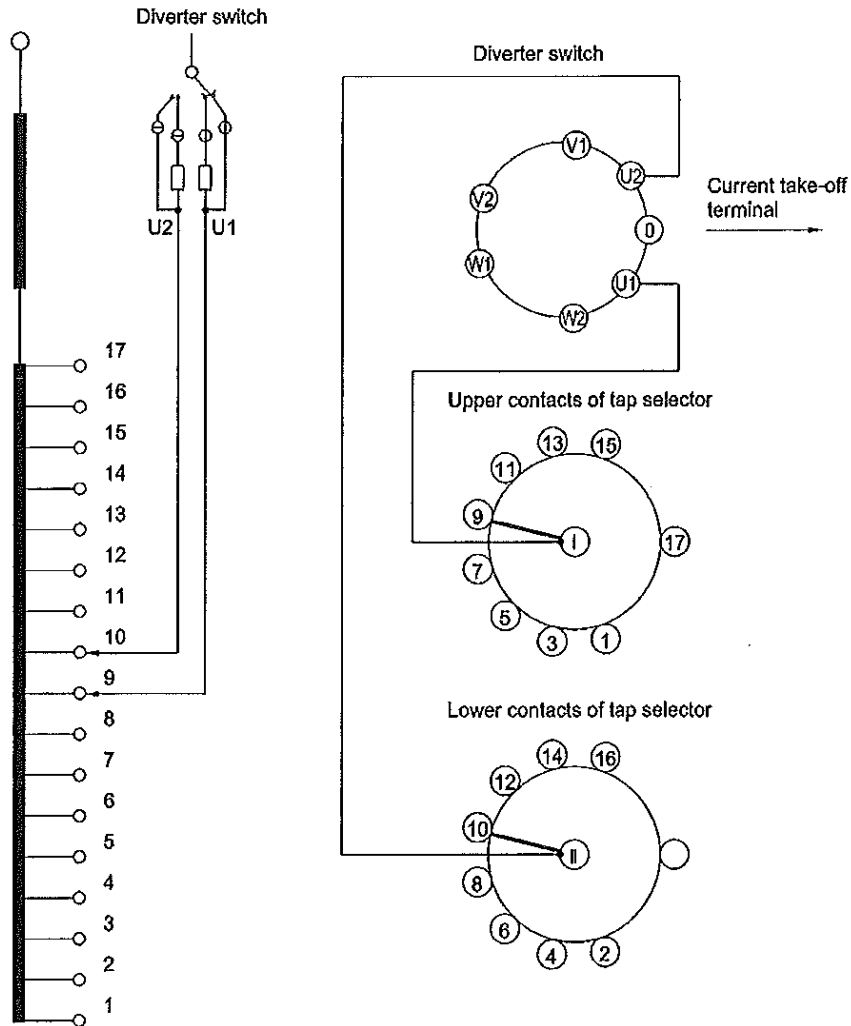 Diverter switch
U2
U1
17
16
15
14
13
12
11
10
9
8
7
6
5
4
3
2
1
Diverter switch
V1
U2
V2
0
W1
U1
W2
Current take-off
terminal
Upper contacts of tap selector
13
15
11
9
I
17
7
5
3
1
Lower contacts of tap selector
14
16
12
10
II
8
6
4
2